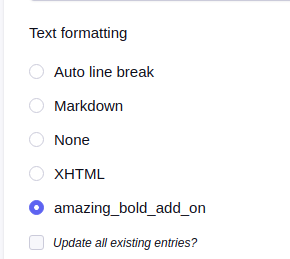 Text formatting
Auto line break
Markdown
None
XHTML
amazing_bold_add_on
Update all existing entries?